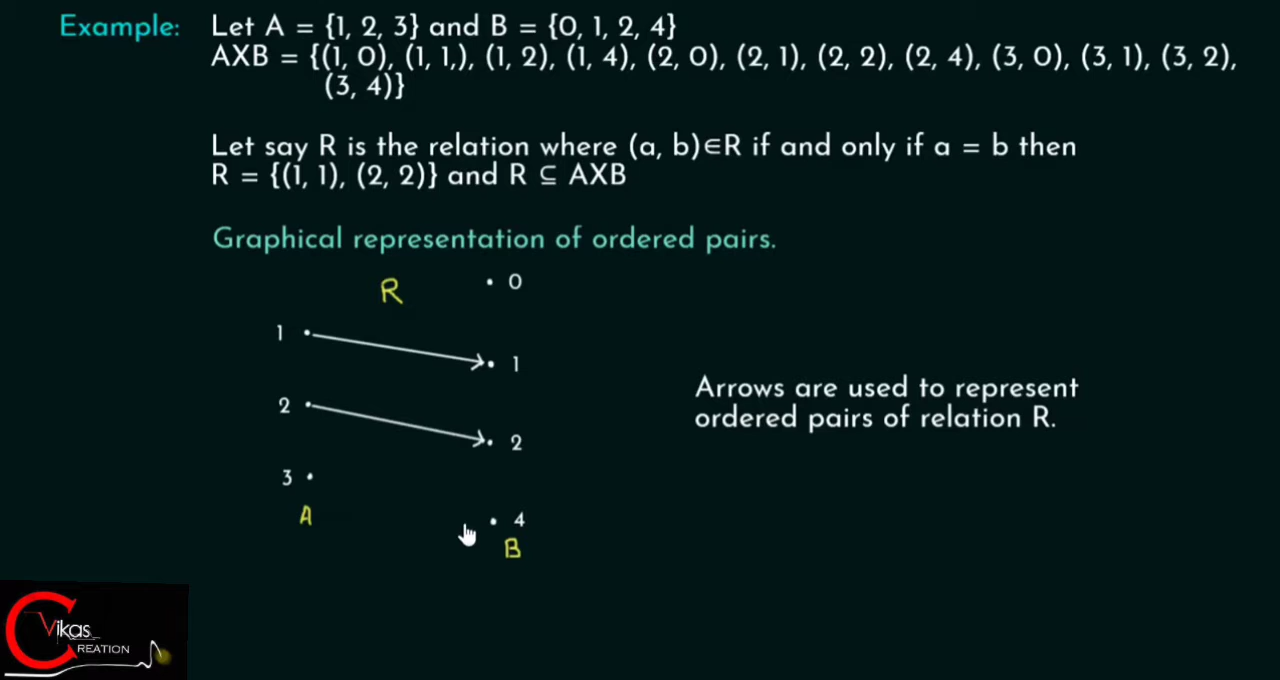 Example: Let A = {1, 2, 3} and B = {0, 1, 2, 4}
AXB = {(1, 0), (1, 1,), (1, 2), (1, 4), (2, 0), (2, 1), (2, 2), (2, 4), (3, 0), (3, 1), (3, 2),
(3, 4)}
Let say R is the relation where (a, b)∈R if and only if a = b then
R = {(1, 1), (2, 2)} and R ⊆ AXB
Graphical representation of ordered pairs.
R
0
1
1
2
2
3
4
A
B
Arrows are used to represent
ordered pairs of relation R.
Vikas
CREATION